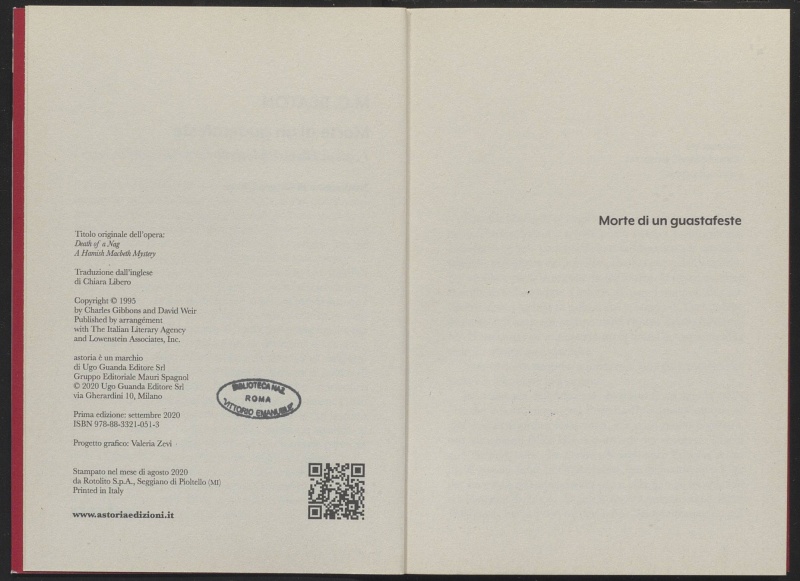 Titolo originale dell'opera:
Death of a Nag
A Hamish Macbeth Mystery
Traduzione dall'inglese
di Chiara Libero
Copyright © 1995
by Charles Gibbons and David Weir
Published by arrangement
with The Italian Literary Agency
and Lowenstein Associates, Inc.
astoria è un marchio
di Ugo Guanda Editore Srl
Gruppo Editoriale Mauri Spagnol
© 2020 Ugo Guanda Editore Srl
via Gherardini 10, Milano
Prima edizione: settembre 2020
ISBN 978-88-3321-051-3
Progetto grafico: Valeria Zevi
Stampato nel mese di agosto 2020
da Rotolito S.p.A., Seggiano di Pioltello (MI)
Printed in Italy
www.astoriaedizioni.it
BIBLIOTECA NAZ.
ROMA
"VITTORIO EMANUELE"
Morte di un guastafeste